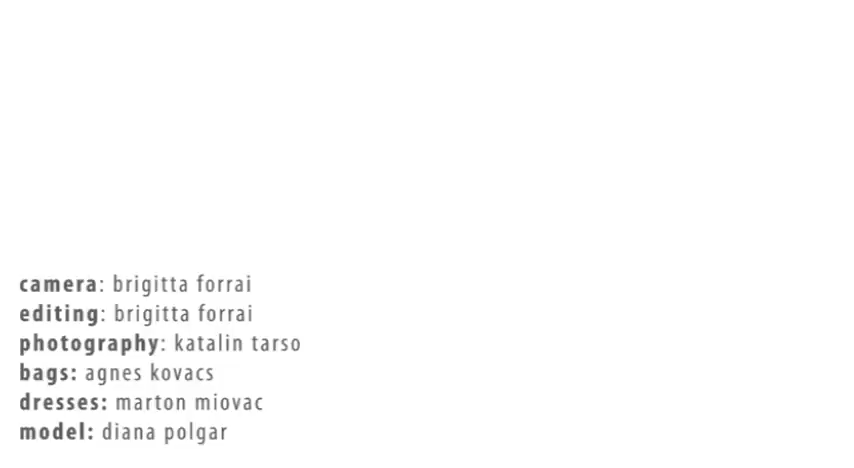 camera: brigitta forrai
editing: brigitta forrai
photography: katalin tarso
bags: agnes kovacs
dresses: marton miovac
model: diana polgar